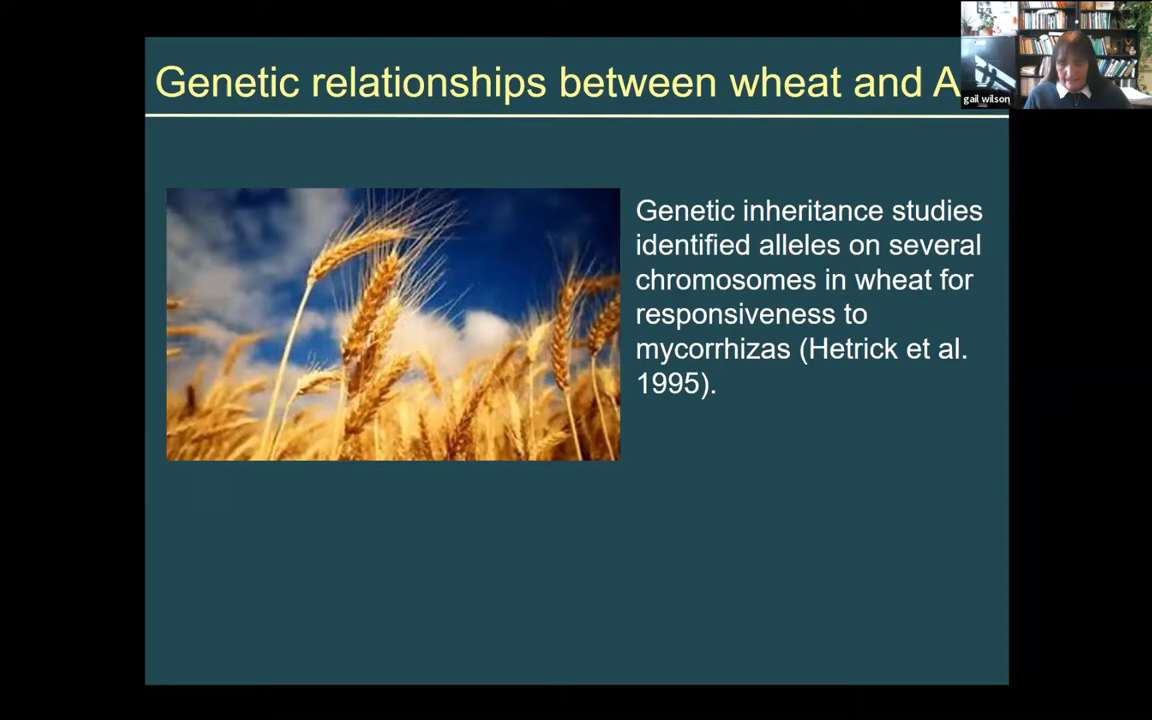 Genetic relationships between wheat and A
gail wilson
Genetic inheritance studies
identified alleles on several
chromosomes in wheat for
responsiveness to
mycorrhizas (Hetrick et al.
1995).